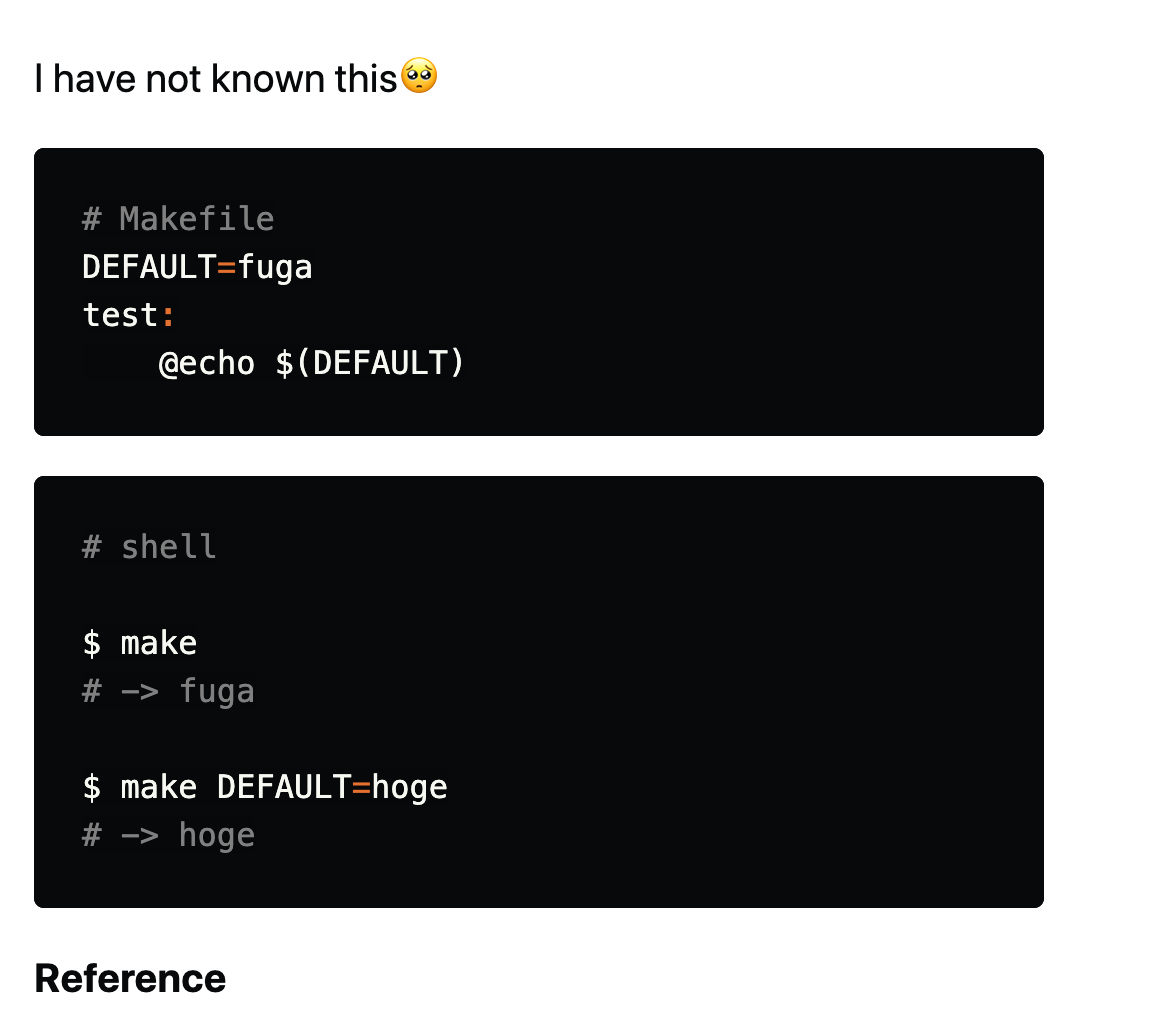 I have not known this🥺
# Makefile
DEFAULT=fuga
test:
    @echo $(DEFAULT)
# shell
$ make
# -> fuga
$ make DEFAULT=hoge
# -> hoge
Reference